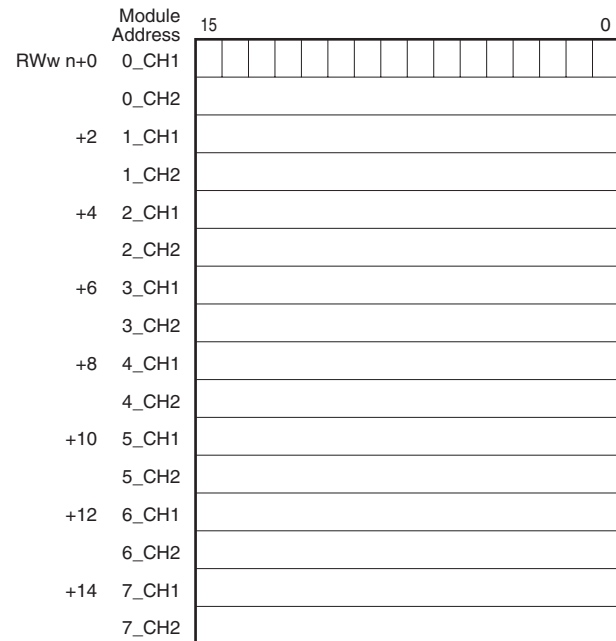 Module
Address
15 0
RWw n+0 0_CH1
0_CH2
+2 1_CH1
1_CH2
+4 2_CH1
2_CH2
+6 3_CH1
3_CH2
+8 4_CH1
4_CH2
+10 5_CH1
5_CH2
+12 6_CH1
6_CH2
+14 7_CH1
7_CH2